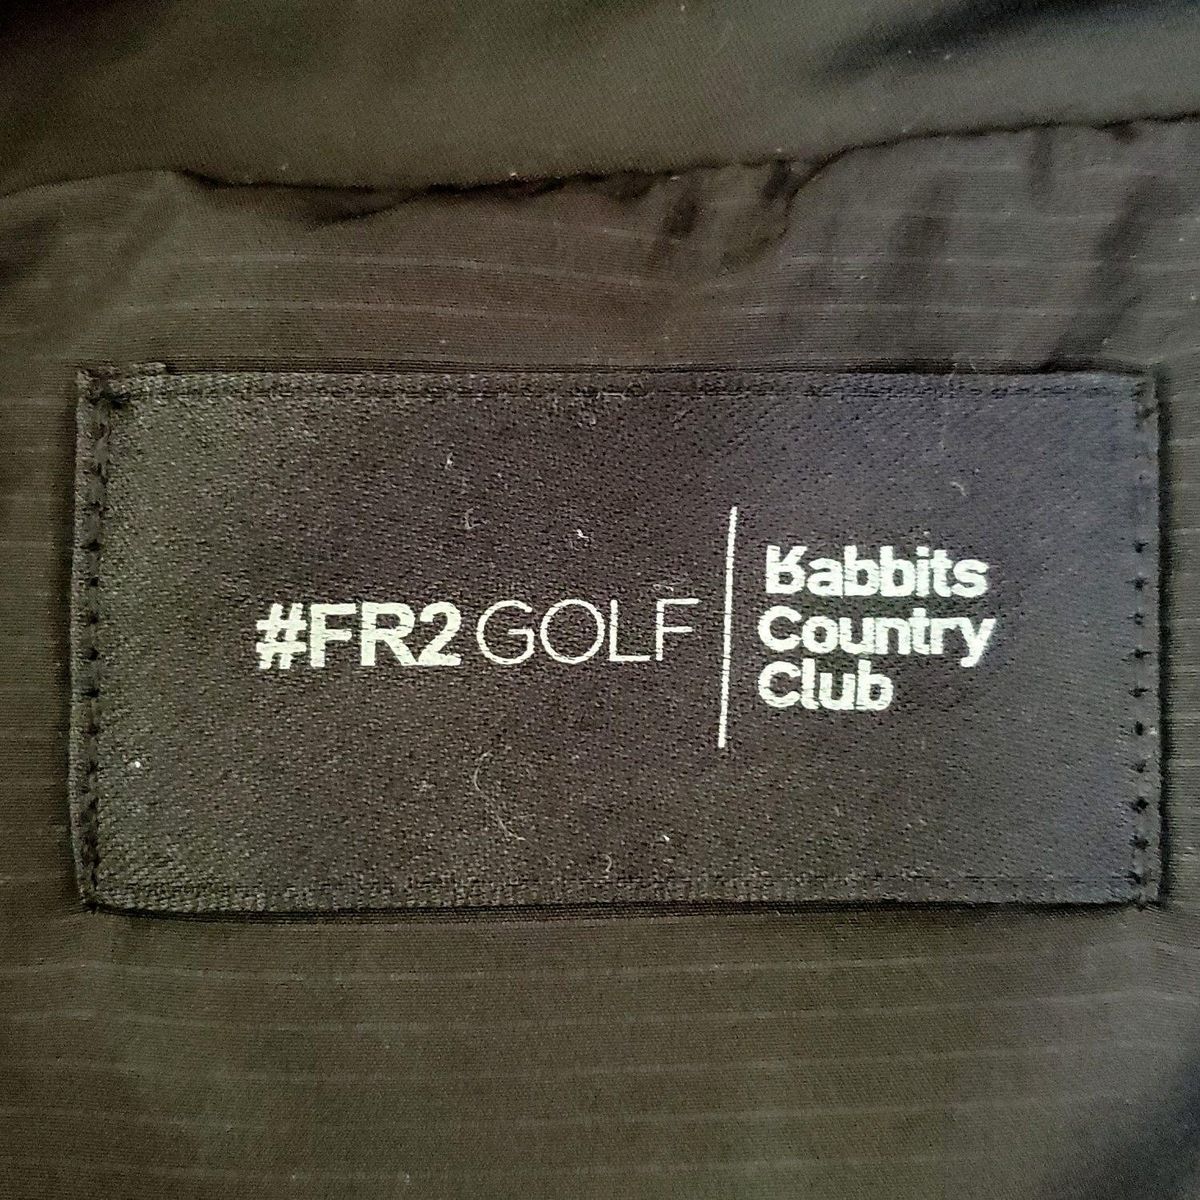 #FR2 GOLF
Rabbits
Country
Club